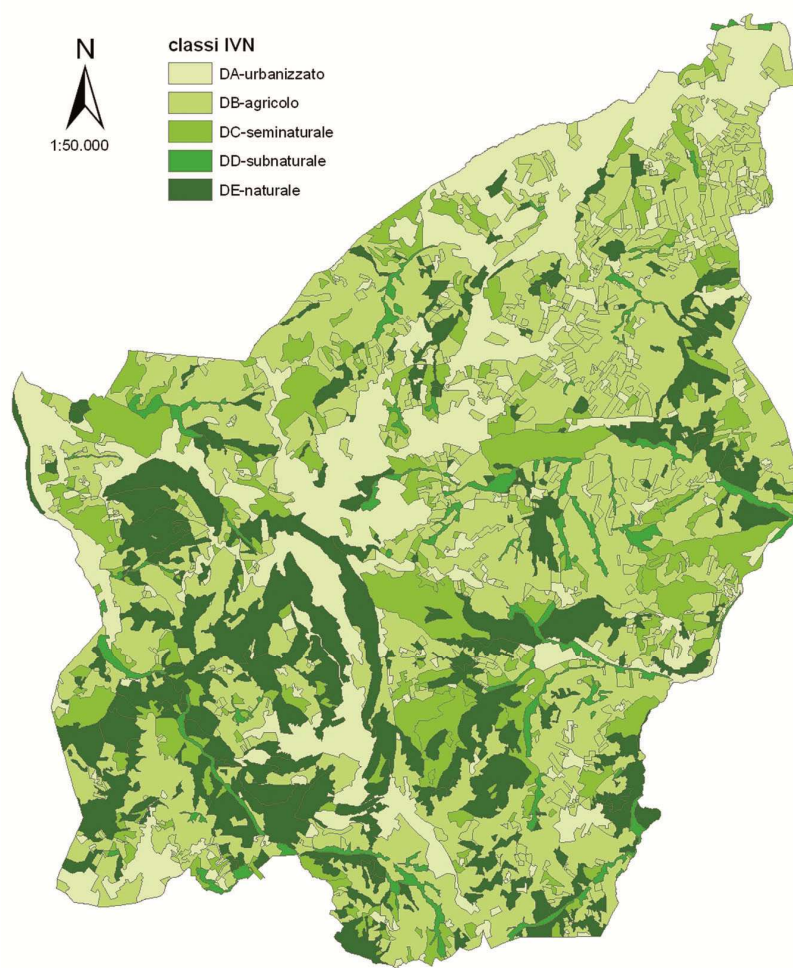 N
1:50.000
classi IVN
DA-urbanizzato
DB-agricolo
DC-seminaturale
DD-subnaturale
DE-naturale